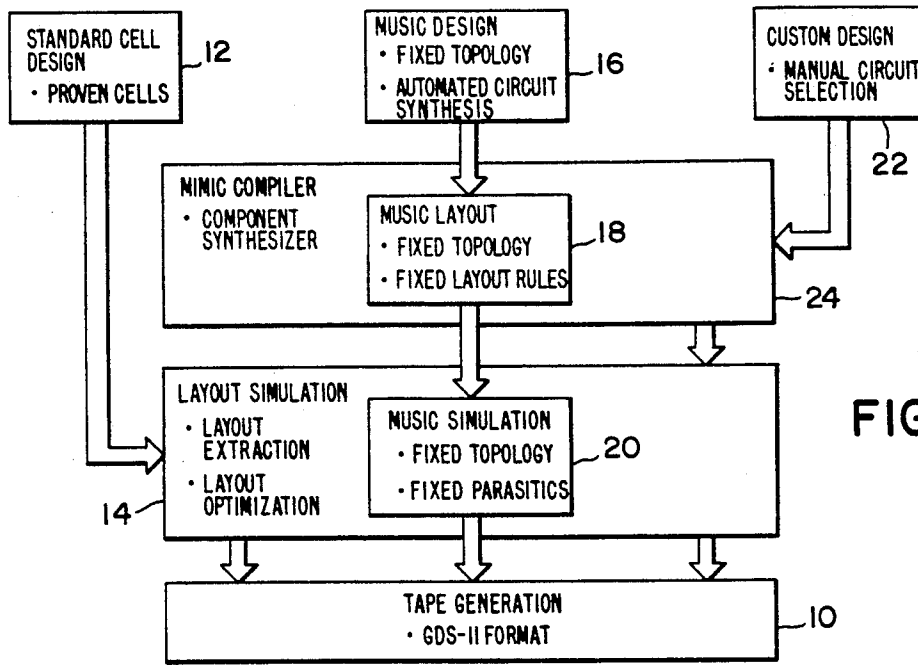 STANDARD CELL
DESIGN
• PROVEN CELLS
12
MUSIC DESIGN
• FIXED TOPOLOGY
• AUTOMATED CIRCUIT
SYNTHESIS
16
CUSTOM DESIGN
• MANUAL CIRCUIT
SELECTION
22
MIMIC COMPILER
• COMPONENT
SYNTHESIZER
MUSIC LAYOUT
• FIXED TOPOLOGY
• FIXED LAYOUT RULES
18
24
LAYOUT SIMULATION
• LAYOUT
EXTRACTION
• LAYOUT
OPTIMIZATION
14
MUSIC SIMULATION
• FIXED TOPOLOGY
• FIXED PARASITICS
20
FIG
TAPE GENERATION
• GDS-II FORMAT
10